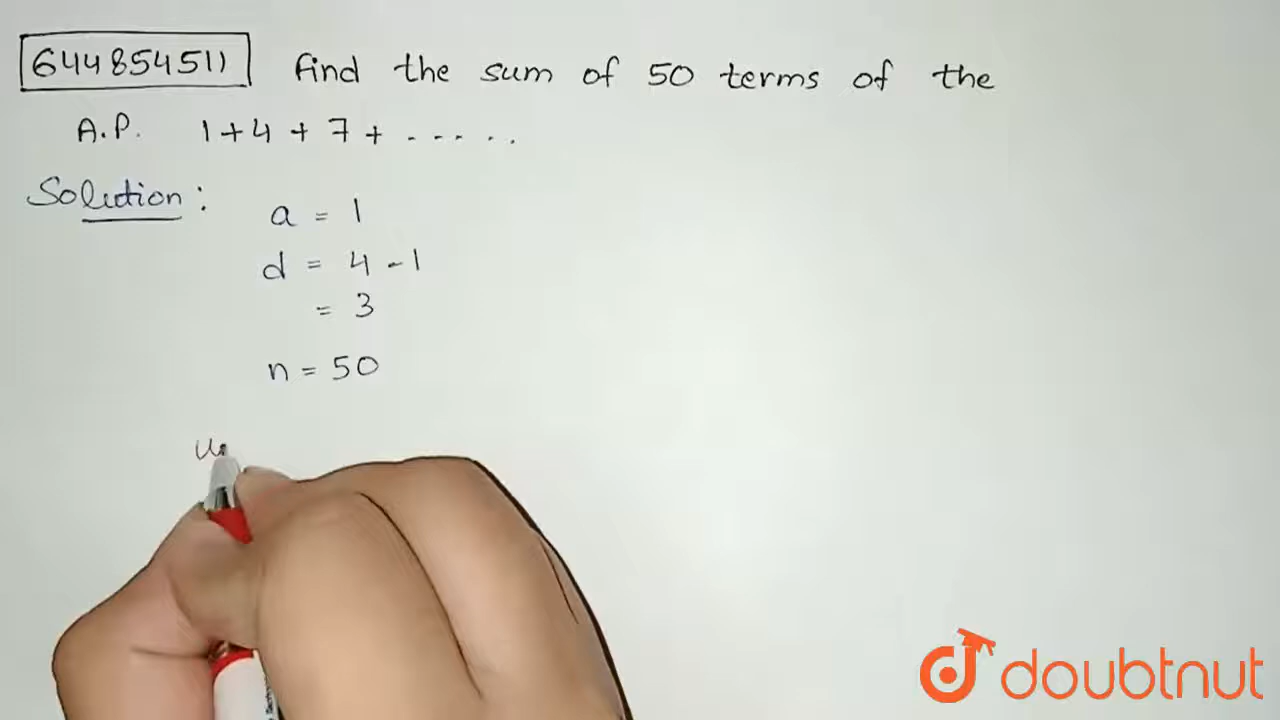 644854511 Find the sum of 50 terms of the
A.P. 1+4+7+.....
Solution: a = 1
d = 4-1
= 3
n = 50
doubtnut